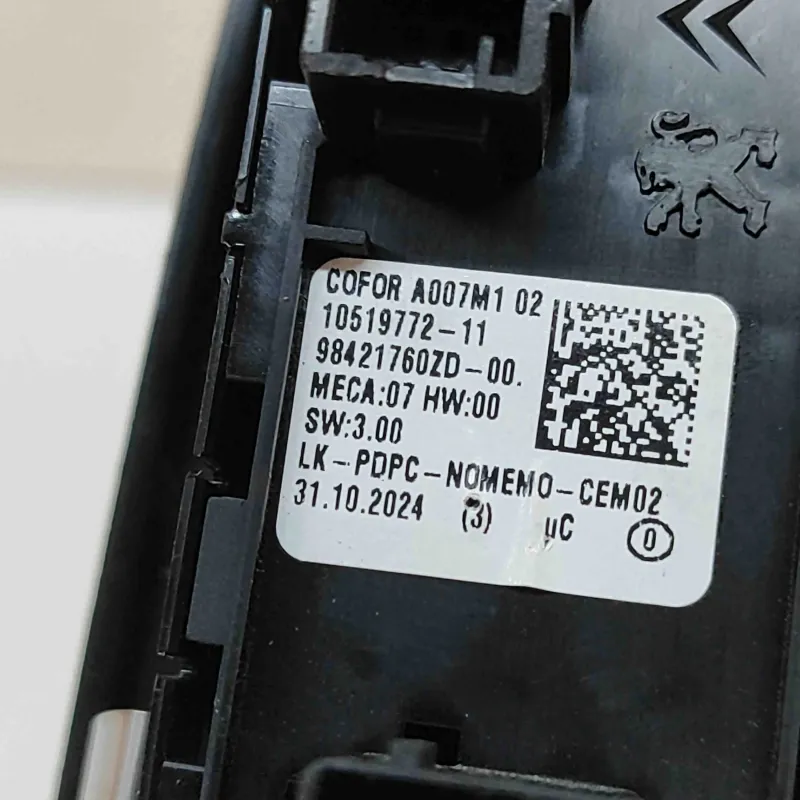 COFOR A007M1 02
10519772-11
98421760ZD-00.
MECA:07 HW:00
SW:3.00
LK-PDPC-NOMEMO-CEM02
31.10.2024 (3) µC 0